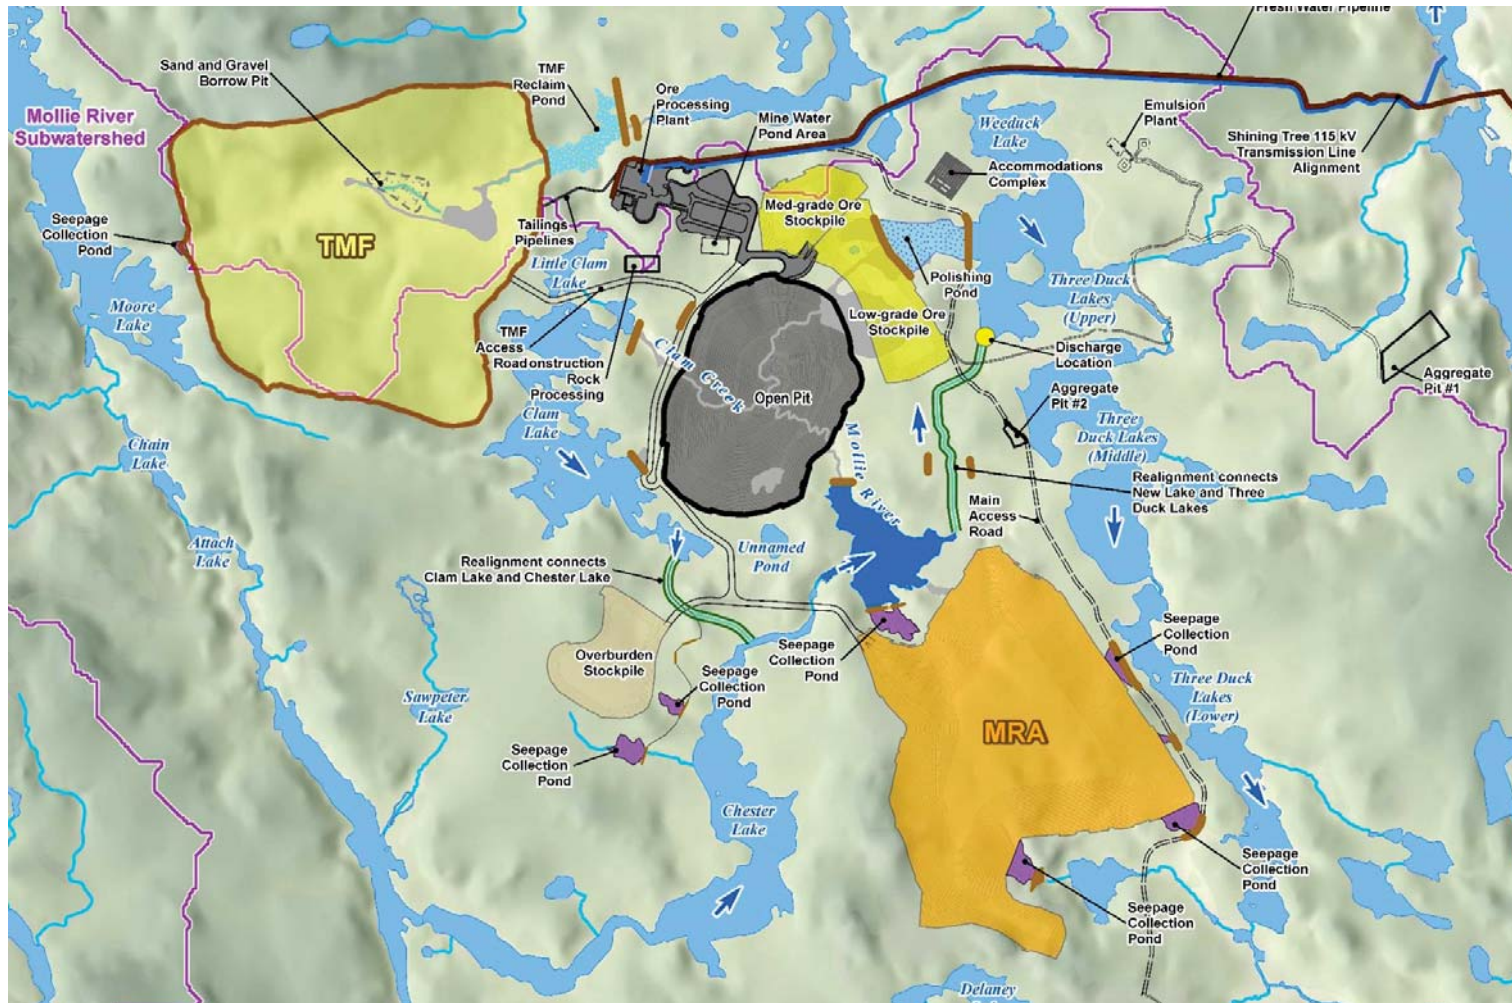 Fresh Water Pipeline
Sand and Gravel
Borrow Pit
TMF
Reclaim
Pond
Ore
Processing
Plant
Mine Water
Pond Area
Weeduck
Lake
Emulsion
Plant
Mollie River
Subwatershed
Shining Tree 115 kV
Transmission Line
Alignment
Accommodations
Complex
Med-grade Ore
Stockpile
Seepage
Collection
Pond
TMF
Tailings
Pipelines
Little Clam
Lake
Polishing
Pond
Three Duck
Lakes
(Upper)
Moore
Lake
Low-grade Ore
Stockpile
TMF
Access
Road
onstruction
Rock
Processing
Clam Creek
Discharge
Location
Aggregate
Pit #1
Open Pit
Aggregate
Pit #2
Clam
Lake
Three
Duck Lakes
(Middle)
Chain
Lake
Mollie River
Realignment connects
New Lake and Three
Duck Lakes
Main
Access
Road
Attach
Lake
Unnamed
Pond
Realignment connects
Clam Lake and Chester Lake
Seepage
Collection
Pond
Overburden
Stockpile
Seepage
Collection
Pond
Seepage
Collection
Pond
Three Duck
Lakes
(Lower)
Sawpeter
Lake
MRA
Seepage
Collection
Pond
Chester
Lake
Seepage
Collection
Pond
Seepage
Collection
Pond
Delaney